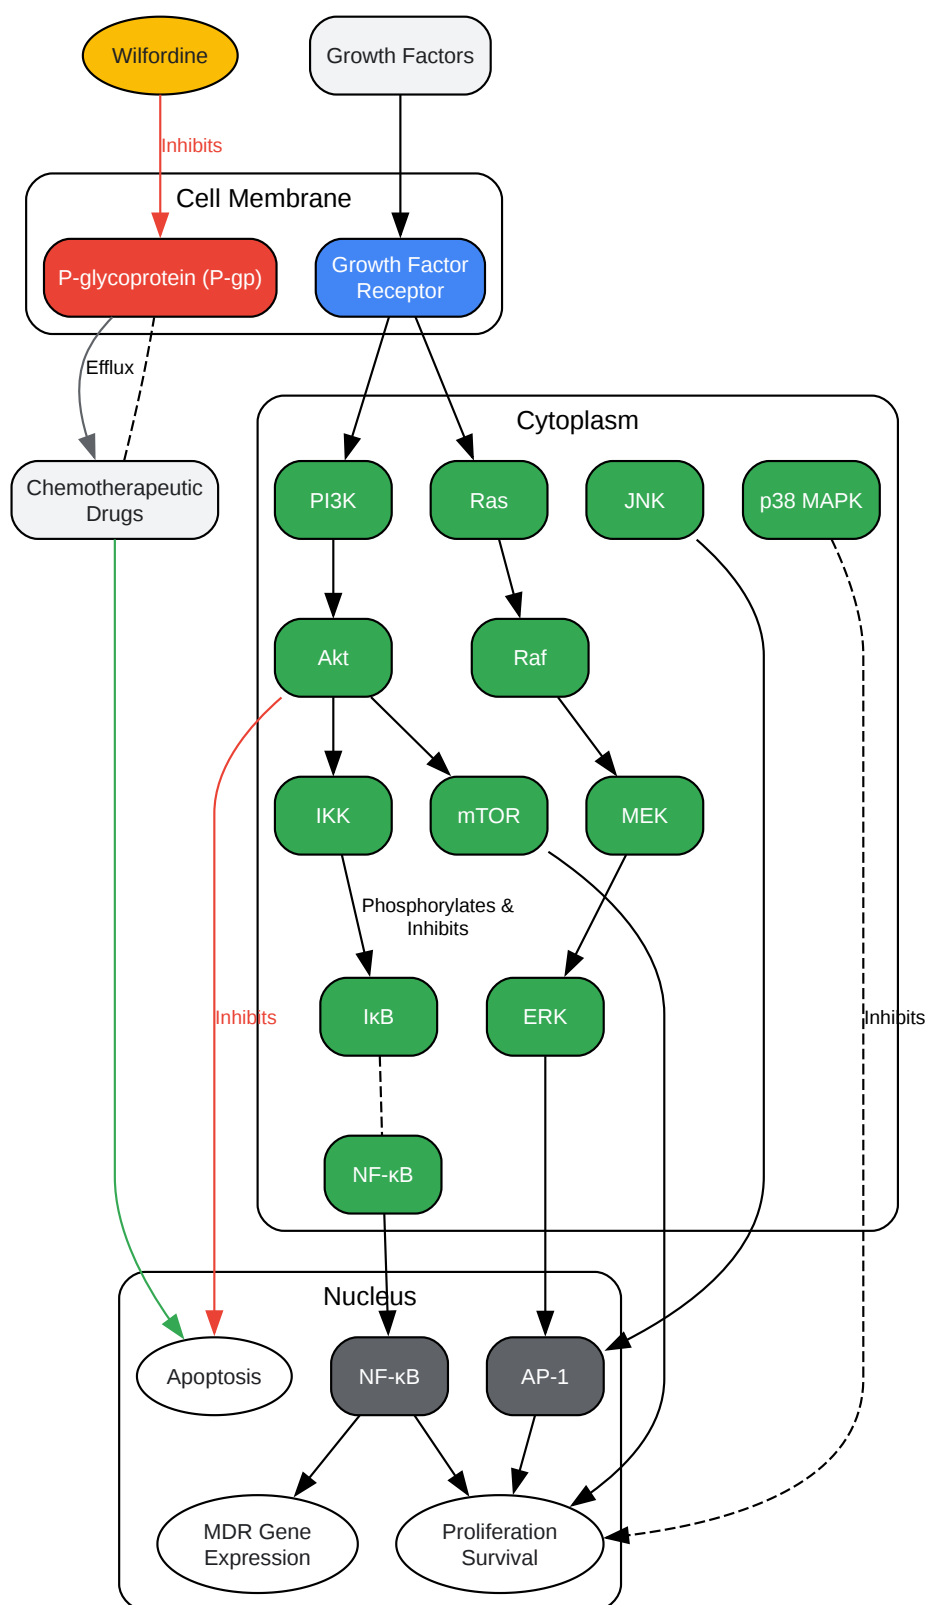 Wilfordine
Growth Factors
Inhibits
Cell Membrane
P-glycoprotein (P-gp)
Growth Factor
Receptor
Efflux
Cytoplasm
Chemotherapeutic
Drugs
PI3K
Ras
JNK
p38 MAPK
Akt
Raf
IKK
mTOR
MEK
Phosphorylates &
Inhibits
Inhibits
IκB
ERK
Inhibits
NF-κB
Nucleus
Apoptosis
NF-κB
AP-1
MDR Gene
Expression
Proliferation
Survival